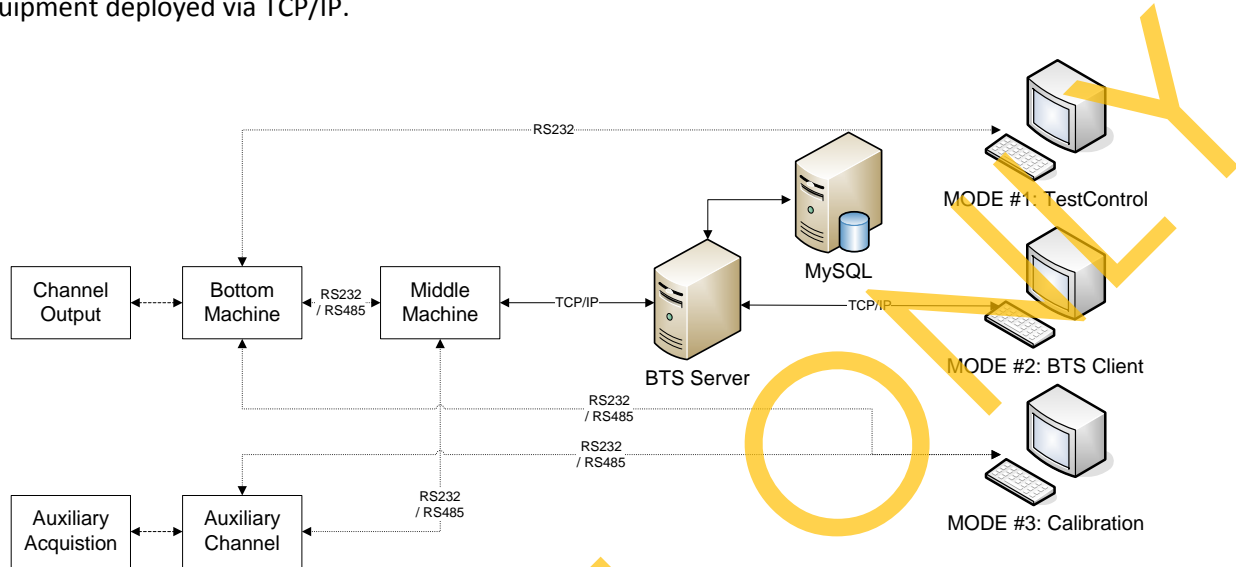 uipment deployed via TCP/IP.
RS232
MODE #1: TestControl
MySQL
Channel
Output
Bottom
Machine
RS232
/ RS485
Middle
Machine
TCP/IP
BTS Server
TCP/IP
MODE #2: BTS Client
RS232
/ RS485
RS232
/ RS485
RS232
/ RS485
Auxiliary
Acquistion
Auxiliary
Channel
MODE #3: Calibration
ONLY